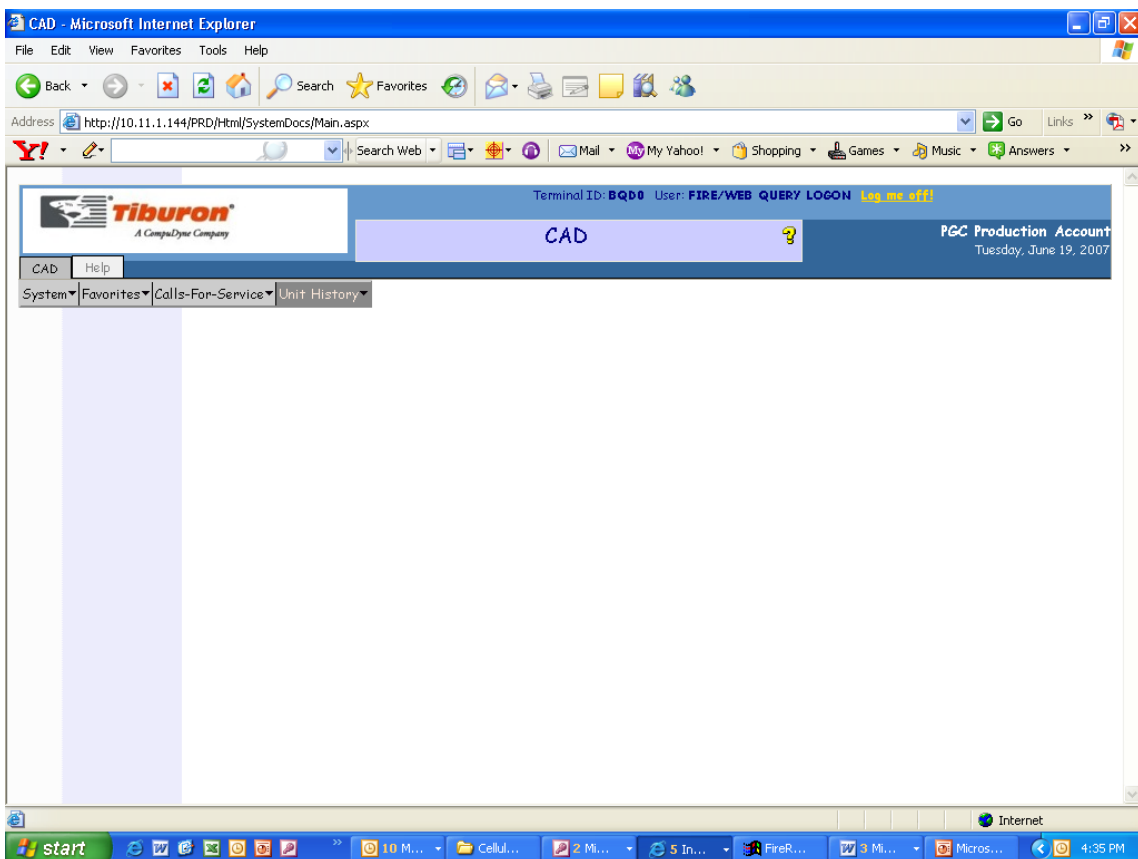 CAD - Microsoft Internet Explorer
File Edit View Favorites Tools Help
Back Search Favorites
Address http://10.11.1.144/PRD/Html/SystemDocs/Main.aspx Go Links »
Y! Search Web Mail My My Yahoo! Shopping Games Music Answers »
Tiburon
A CompuDyne Company
Terminal ID: BQD0 User: FIRE/WEB QUERY LOGON Log me off!
CAD ?
PGC Production Account
Tuesday, June 19, 2007
CAD Help
System Favorites Calls-For-Service Unit History
Internet
start » 10 M... Cellul... 2 Mi... 5 In... FireR... 3 Mi... Micros... 4:35 PM